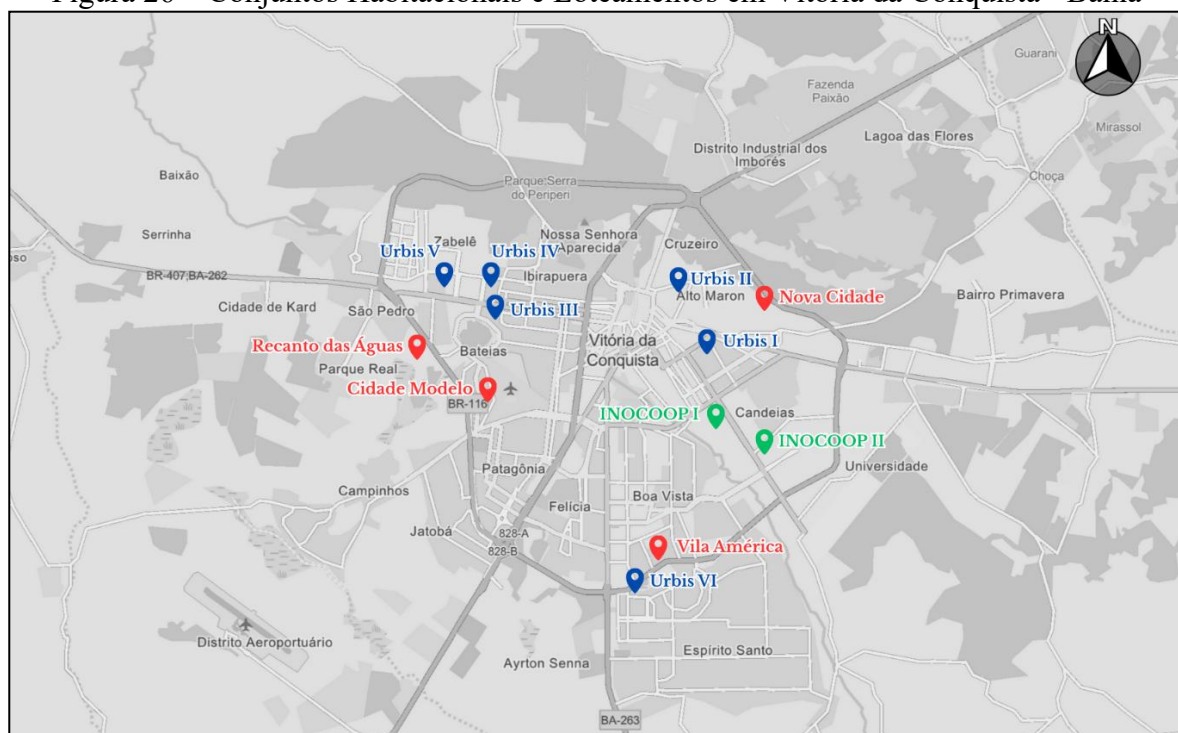 Figura 20 – Conjuntos Habitacionais e Loteamentos em Vitória da Conquista - Bahia
N
Guarani
Fazenda
Paixão
Lagoa das Flores
Mirassol
Distrito Industrial dos
Imborés
Choça
Baixão
Parque Serra
do Periperi
Serrinha
Nossa Senhora
Aparecida
Cruzeiro
Zabelê
Urbis V
Urbis IV
oso
BR-407;BA-262
Ibirapuera
Urbis II
Alto Maron
Nova Cidade
Bairro Primavera
Cidade de Kard
São Pedro
Urbis III
Recanto das Águas
Bateias
Vitória da
Conquista
Urbis I
Parque Real
Cidade Modelo
BR-116
INOCOOP I
Candeias
INOCOOP II
Patagônia
Universidade
Campinhos
Boa Vista
Felícia
Jatobá
828-A
828-B
Vila América
Urbis VI
Distrito Aeroportuário
Ayrton Senna
Espírito Santo
BA-263